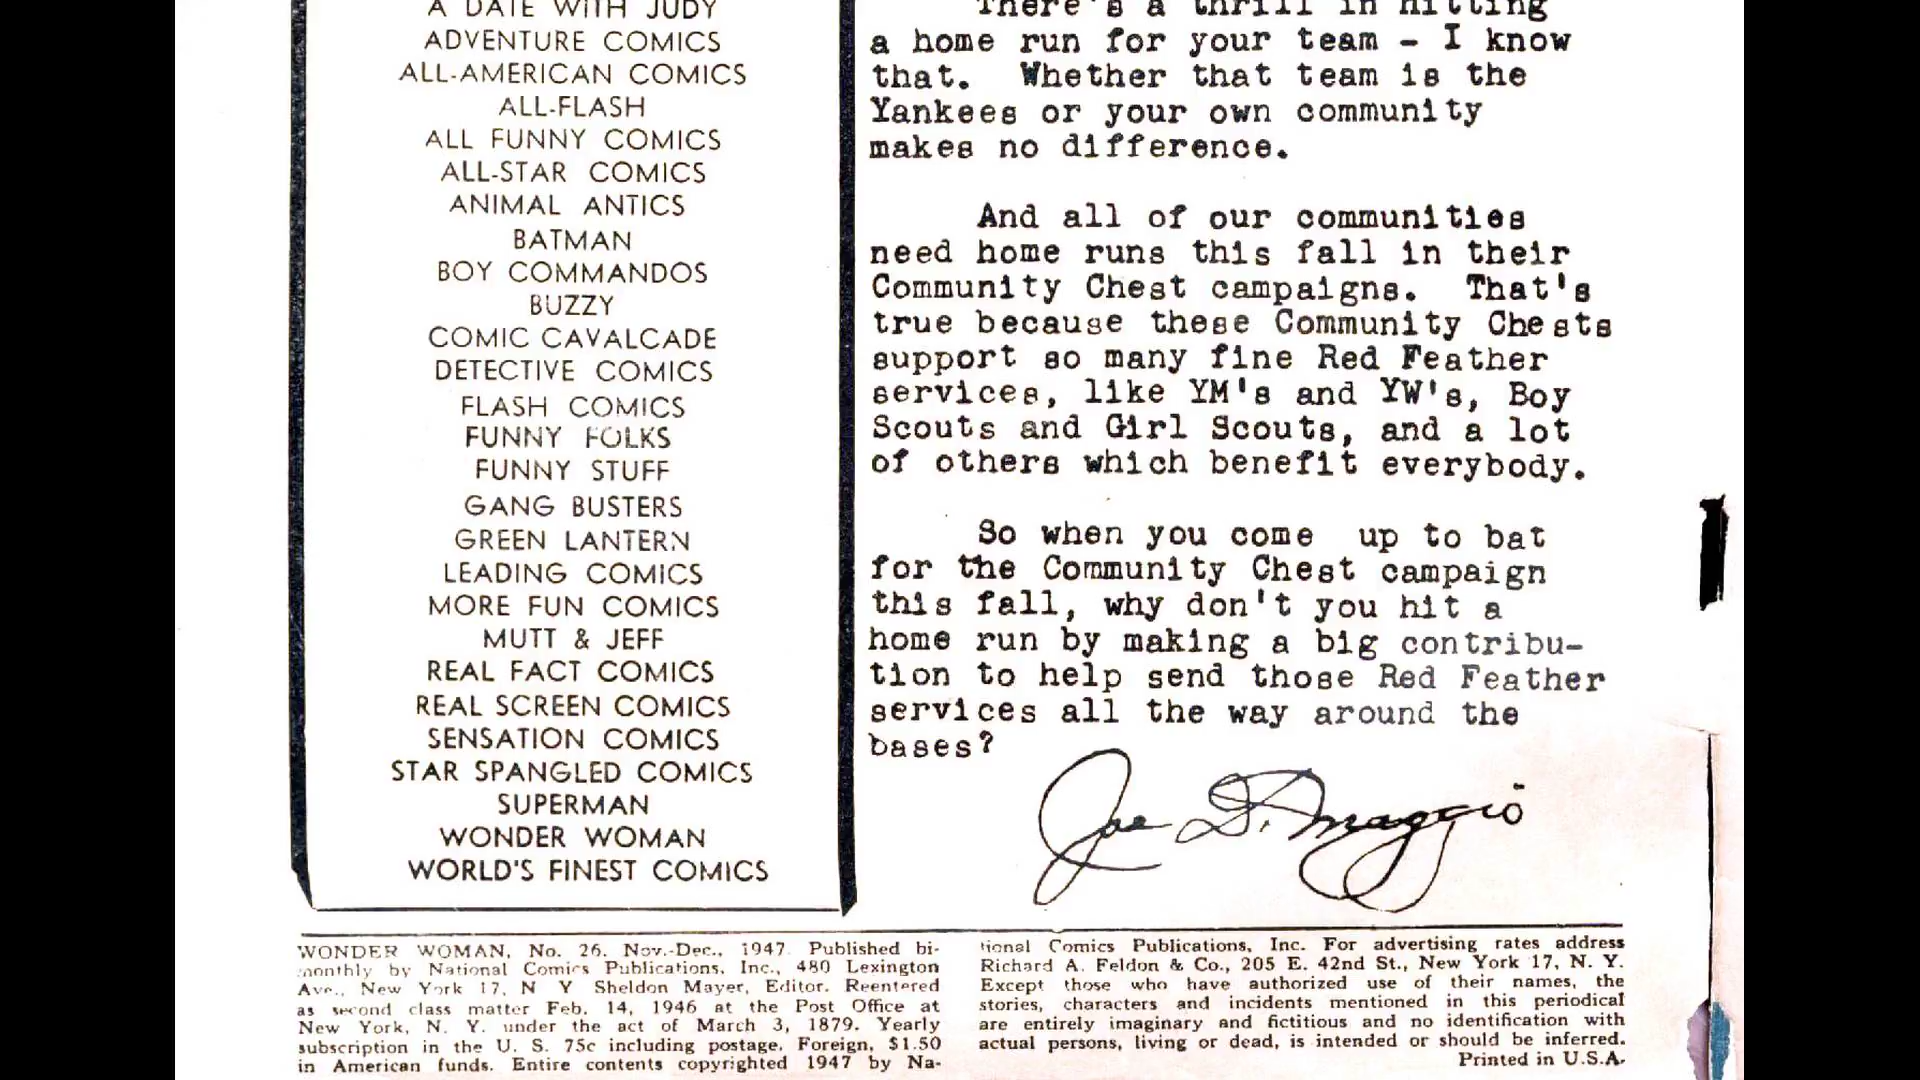 A DATE WITH JUDY
ADVENTURE COMICS
ALL-AMERICAN COMICS
ALL-FLASH
ALL FUNNY COMICS
ALL-STAR COMICS
ANIMAL ANTICS
BATMAN
BOY COMMANDOS
BUZZY
COMIC CAVALCADE
DETECTIVE COMICS
FLASH COMICS
FUNNY FOLKS
FUNNY STUFF
GANG BUSTERS
GREEN LANTERN
LEADING COMICS
MORE FUN COMICS
MUTT & JEFF
REAL FACT COMICS
REAL SCREEN COMICS
SENSATION COMICS
STAR SPANGLED COMICS
SUPERMAN
WONDER WOMAN
WORLD'S FINEST COMICS
There's a thrill in hitting
a home run for your team - I know
that. Whether that team is the
Yankees or your own community
makes no difference.
And all of our communities
need home runs this fall in their
Community Chest campaigns. That's
true because these Community Chests
support so many fine Red Feather
services, like YM's and YW's, Boy
Scouts and Girl Scouts, and a lot
of others which benefit everybody.
So when you come up to bat
for the Community Chest campaign
this fall, why don't you hit a
home run by making a big contribu-
tion to help send those Red Feather
services all the way around the
bases?
Joe DiMaggio
WONDER WOMAN, No. 26. Nov.-Dec., 1947. Published bi-
monthly by National Comics Publications, Inc., 480 Lexington
Ave., New York 17, N Y Sheldon Mayer, Editor. Reentered
as second class matter Feb. 14, 1946 at the Post Office at
New York, N. Y. under the act of March 3, 1879. Yearly
subscription in the U. S. 75c including postage. Foreign, $1.50
in American funds. Entire contents copyrighted 1947 by Na-
tional Comics Publications, Inc. For advertising rates address
Richard A. Feldon & Co., 205 E. 42nd St., New York 17, N. Y.
Except those who have authorized use of their names, the
stories, characters and incidents mentioned in this periodical
are entirely imaginary and fictitious and no identification with
actual persons, living or dead, is intended or should be inferred.
Printed in U.S.A.